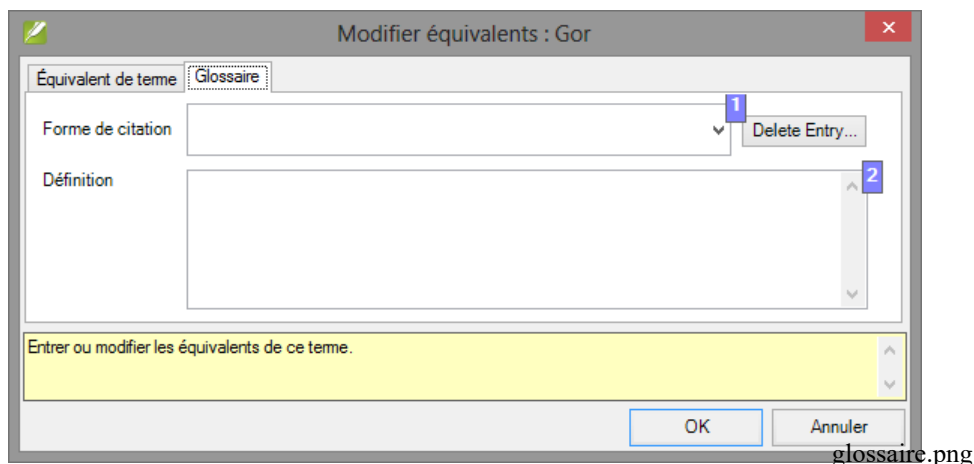 Modifier équivalents : Gor
Équivalent de terme Glossaire
1
Forme de citation Delete Entry...
Définition 2
Entrer ou modifier les équivalents de ce terme.
OK Annuler
glossaire.png